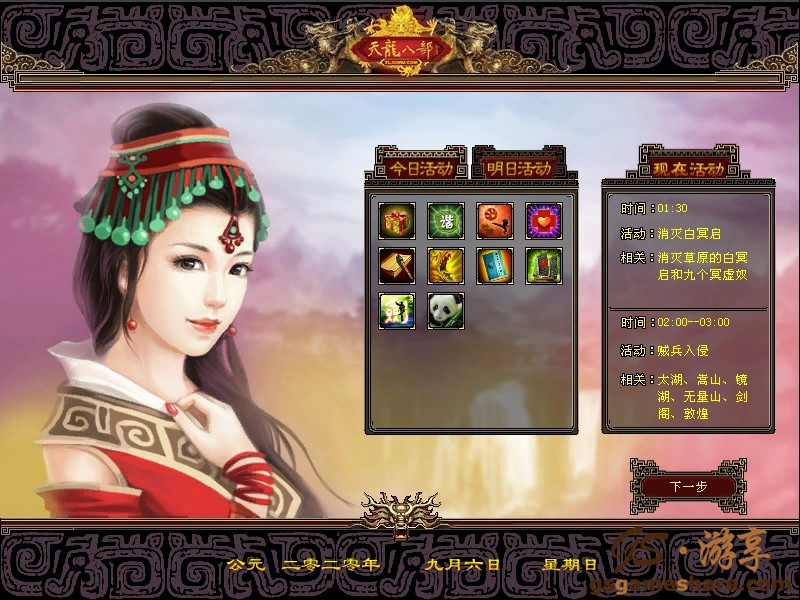 天龍八部
TL.SOHU.COM
今日活动
明日活动
现在活动
谐
时间：01:30
活动：消灭白冥启
相关：消灭草原的白冥
启和九个冥虚奴
时间：02:00--03:00
活动：贼兵入侵
相关：太湖、嵩山、镜
湖、无量山、剑
阁、敦煌
下一步
公元 二零二零年 九月六日 星期日
·游享